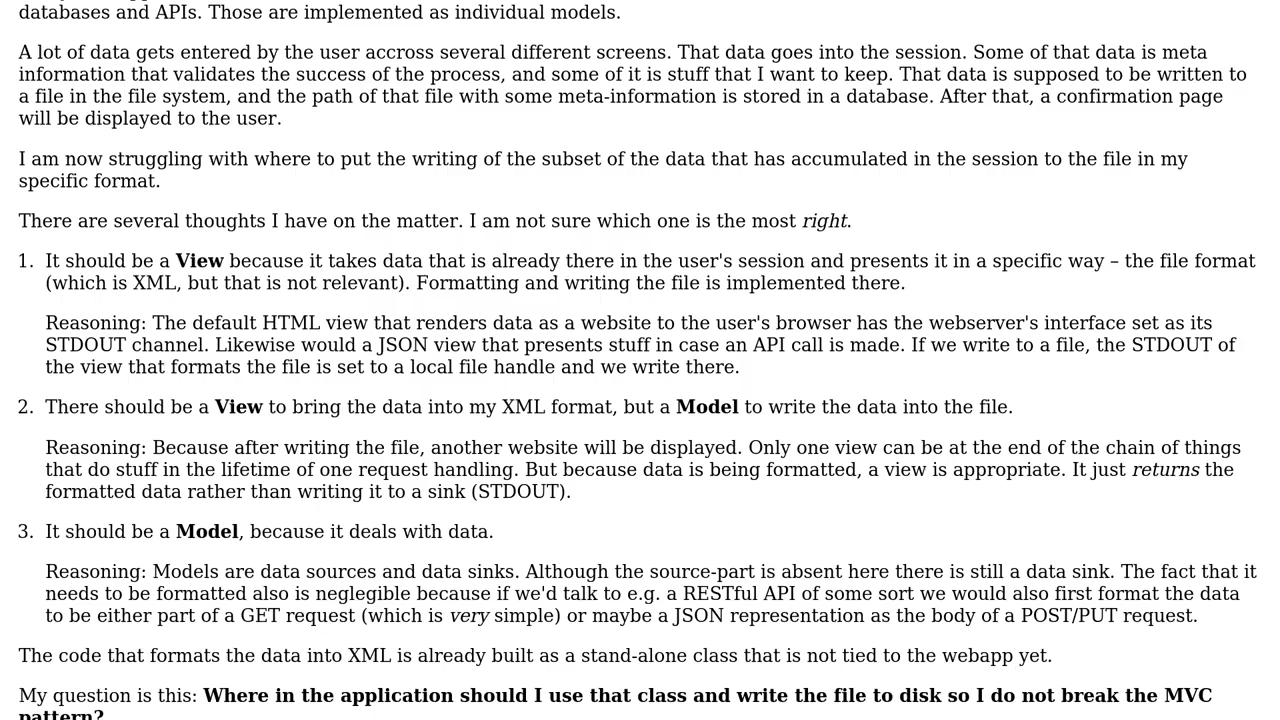 databases and APIs. Those are implemented as individual models.
A lot of data gets entered by the user accross several different screens. That data goes into the session. Some of that data is meta
information that validates the success of the process, and some of it is stuff that I want to keep. That data is supposed to be written to
a file in the file system, and the path of that file with some meta-information is stored in a database. After that, a confirmation page
will be displayed to the user.
I am now struggling with where to put the writing of the subset of the data that has accumulated in the session to the file in my
specific format.
There are several thoughts I have on the matter. I am not sure which one is the most right.
1. It should be a View because it takes data that is already there in the user's session and presents it in a specific way – the file format
(which is XML, but that is not relevant). Formatting and writing the file is implemented there.
Reasoning: The default HTML view that renders data as a website to the user's browser has the webserver's interface set as its
STDOUT channel. Likewise would a JSON view that presents stuff in case an API call is made. If we write to a file, the STDOUT of
the view that formats the file is set to a local file handle and we write there.
2. There should be a View to bring the data into my XML format, but a Model to write the data into the file.
Reasoning: Because after writing the file, another website will be displayed. Only one view can be at the end of the chain of things
that do stuff in the lifetime of one request handling. But because data is being formatted, a view is appropriate. It just returns the
formatted data rather than writing it to a sink (STDOUT).
3. It should be a Model, because it deals with data.
Reasoning: Models are data sources and data sinks. Although the source-part is absent here there is still a data sink. The fact that it
needs to be formatted also is neglegible because if we'd talk to e.g. a RESTful API of some sort we would also first format the data
to be either part of a GET request (which is very simple) or maybe a JSON representation as the body of a POST/PUT request.
The code that formats the data into XML is already built as a stand-alone class that is not tied to the webapp yet.
My question is this: Where in the application should I use that class and write the file to disk so I do not break the MVC
pattern?